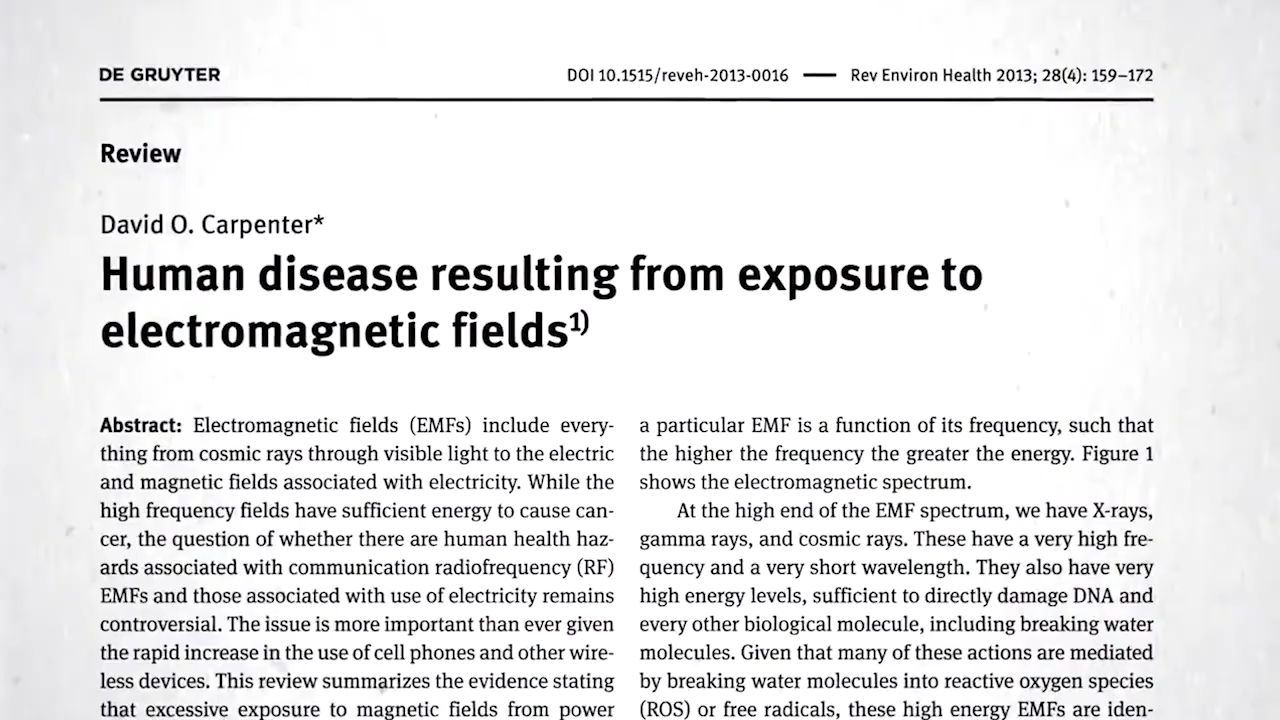 DE GRUYTER
DOI 10.1515/reveh-2013-0016 — Rev Environ Health 2013; 28(4): 159–172
Review
David O. Carpenter*
Human disease resulting from exposure to
electromagnetic fields¹⁾
Abstract: Electromagnetic fields (EMFs) include every-
thing from cosmic rays through visible light to the electric
and magnetic fields associated with electricity. While the
high frequency fields have sufficient energy to cause can-
cer, the question of whether there are human health haz-
ards associated with communication radiofrequency (RF)
EMFs and those associated with use of electricity remains
controversial. The issue is more important than ever given
the rapid increase in the use of cell phones and other wire-
less devices. This review summarizes the evidence stating
that excessive exposure to magnetic fields from power
a particular EMF is a function of its frequency, such that
the higher the frequency the greater the energy. Figure 1
shows the electromagnetic spectrum.
At the high end of the EMF spectrum, we have X-rays,
gamma rays, and cosmic rays. These have a very high fre-
quency and a very short wavelength. They also have very
high energy levels, sufficient to directly damage DNA and
every other biological molecule, including breaking water
molecules. Given that many of these actions are mediated
by breaking water molecules into reactive oxygen species
(ROS) or free radicals, these high energy EMFs are iden-